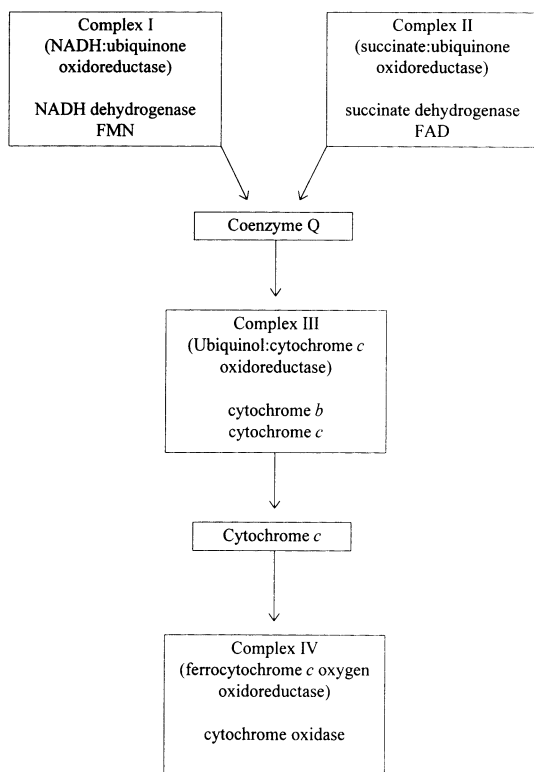 Complex I
(NADH:ubiquinone
oxidoreductase)
NADH dehydrogenase
FMN
Complex II
(succinate:ubiquinone
oxidoreductase)
succinate dehydrogenase
FAD
Coenzyme Q
Complex III
(Ubiquinol:cytochrome c
oxidoreductase)
cytochrome b
cytochrome c
Cytochrome c
Complex IV
(ferrocytochrome c oxygen
oxidoreductase)
cytochrome oxidase